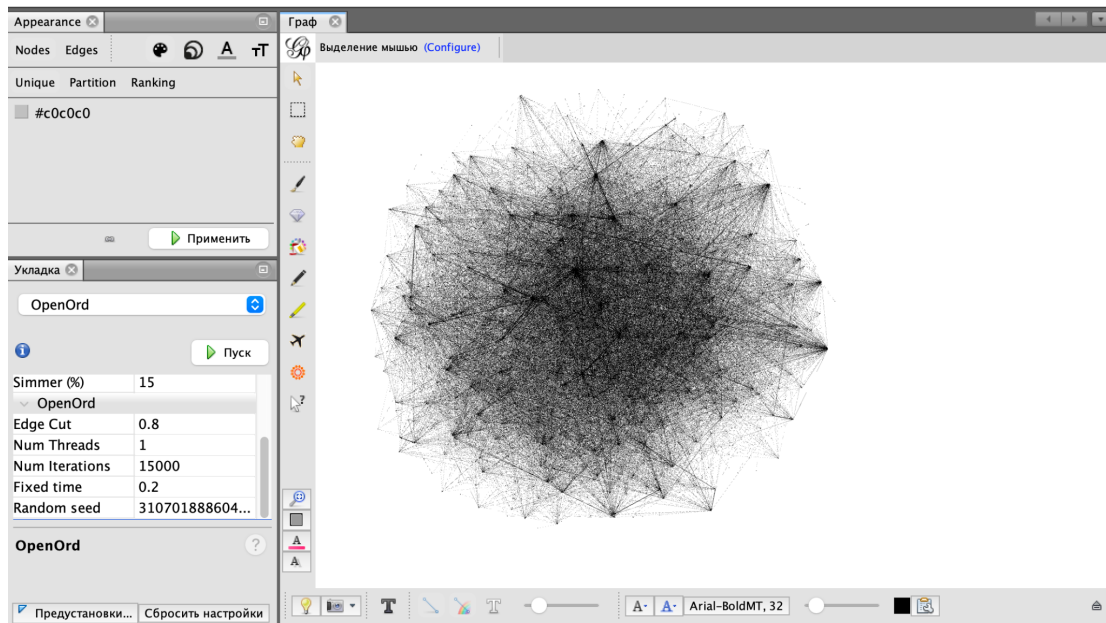 Appearance
Nodes Edges
A тT
Unique Partition Ranking
#c0c0c0
Применить
Укладка
OpenOrd
Пуск
Simmer (%) 15
OpenOrd
Edge Cut 0.8
Num Threads 1
Num Iterations 15000
Fixed time 0.2
Random seed 310701888604...
OpenOrd
?
Предустановки... Сбросить настройки
Граф
Выделение мышью (Configure)
?
A
A
T T A- A- Arial-BoldMT, 32